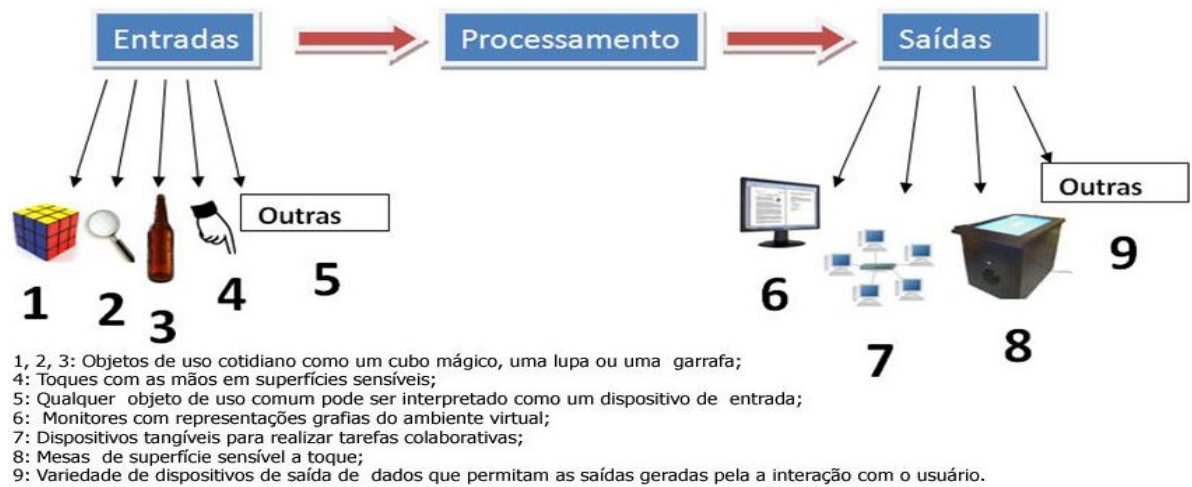 Entradas
Processamento
Saídas
Outras
Outras
1
2
3
4
5
6
7
8
9
1, 2, 3: Objetos de uso cotidiano como um cubo mágico, uma lupa ou uma garrafa;
4: Toques com as mãos em superfícies sensíveis;
5: Qualquer objeto de uso comum pode ser interpretado como um dispositivo de entrada;
6: Monitores com representações grafias do ambiente virtual;
7: Dispositivos tangíveis para realizar tarefas colaborativas;
8: Mesas de superfície sensível a toque;
9: Variedade de dispositivos de saída de dados que permitam as saídas geradas pela a interação com o usuário.